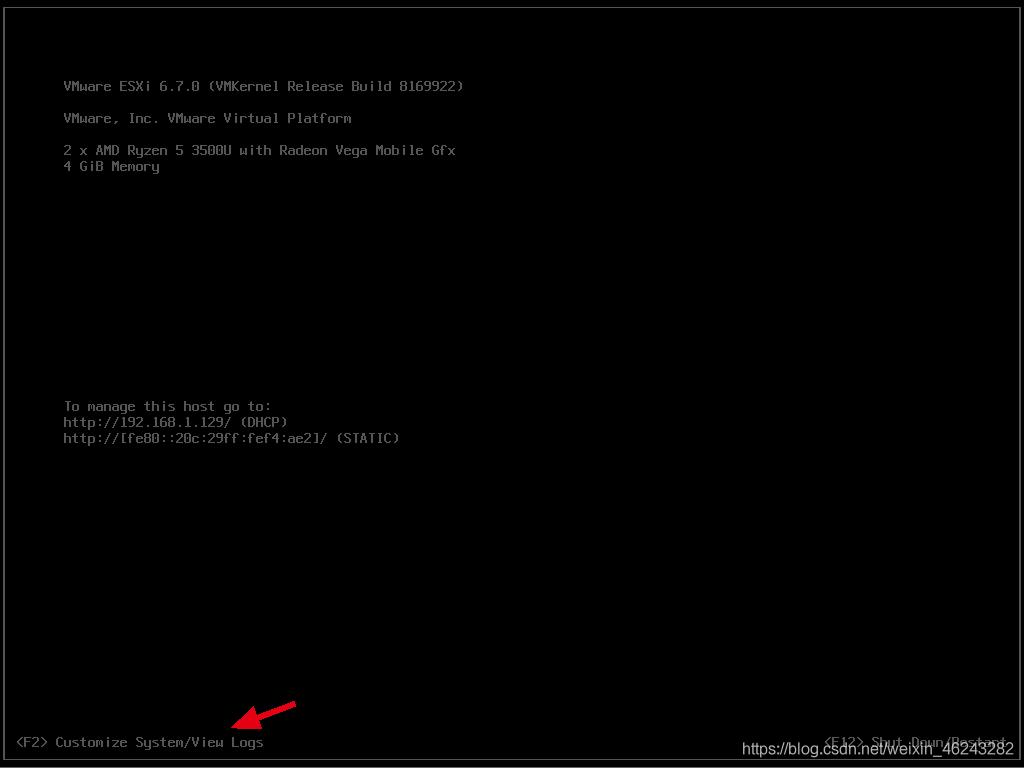 VMware ESXi 6.7.0 (VMKernel Release Build 8169922)
VMware, Inc. VMware Virtual Platform
2 x AMD Ryzen 5 3500U with Radeon Vega Mobile Gfx
4 GiB Memory
To manage this host go to:
http://192.168.1.129/ (DHCP)
http://[fe80::20c:29ff:fef4:ae2]/ (STATIC)
<F2> Customize System/View Logs
<F12> Shut Down/Restart
https://blog.csdn.net/weixin_46243282